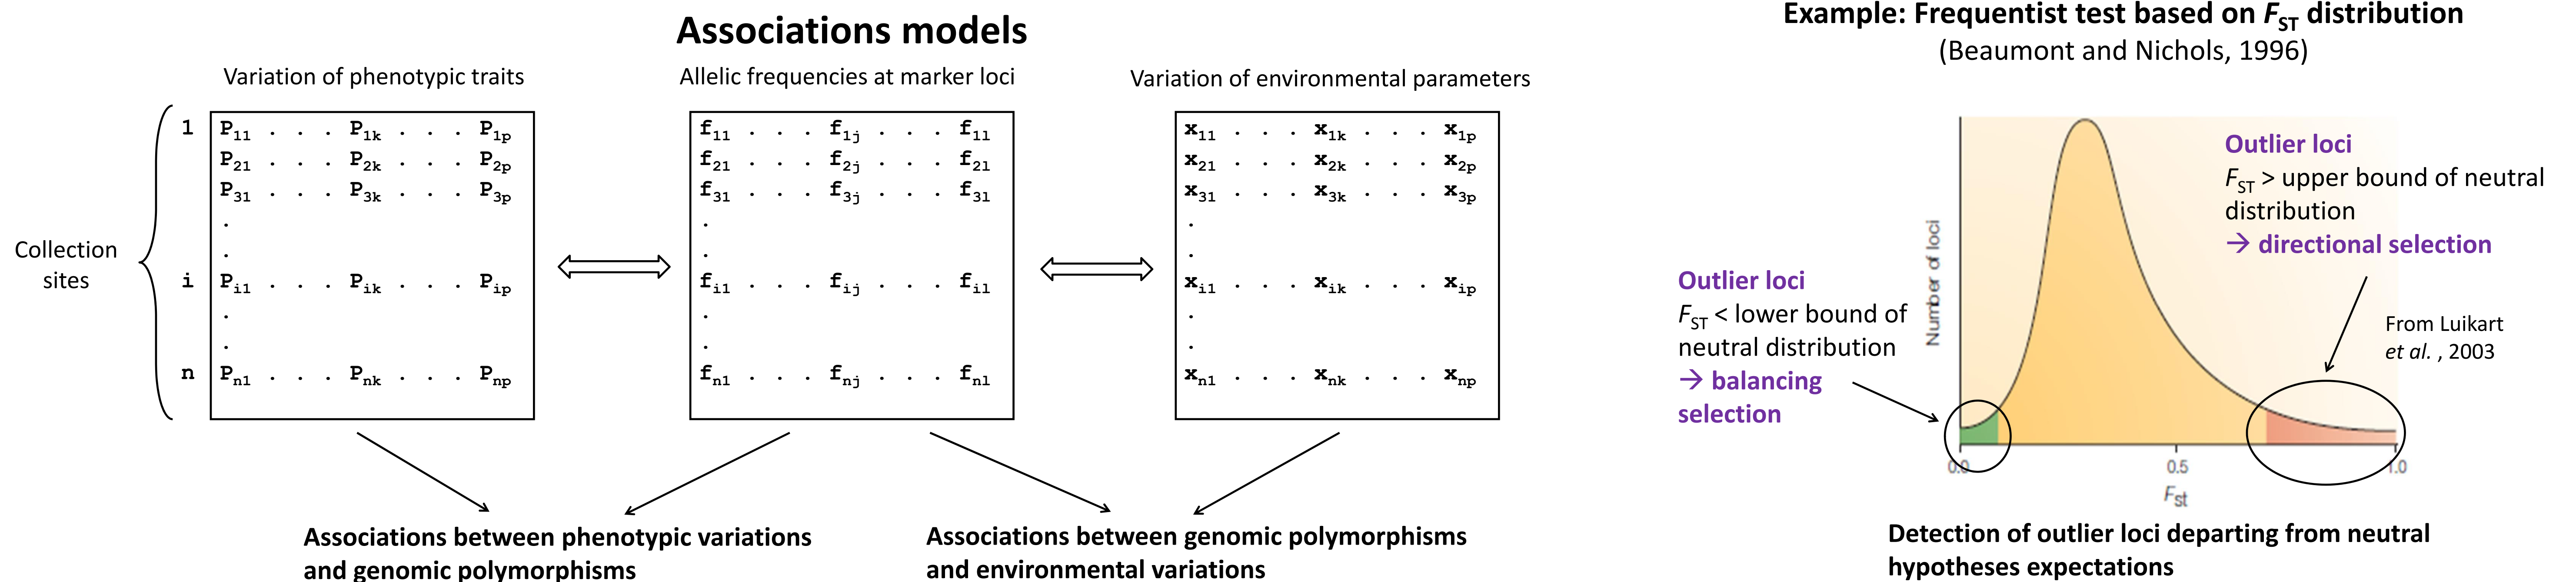 Associations models
Variation of phenotypic traits
Allelic frequencies at marker loci
Variation of environmental parameters
Collection
sites
1 P11 . . . P1k . . . P1p
P21 . . . P2k . . . P2p
P31 . . . P3k . . . P3p
.
.
i Pi1 . . . Pik . . . Pip
.
.
n Pn1 . . . Pnk . . . Pnp
f11 . . . f1j . . . f1l
f21 . . . f2j . . . f2l
f31 . . . f3j . . . f3l
.
.
fi1 . . . fij . . . fil
.
.
fn1 . . . fnj . . . fnl
x11 . . . x1k . . . x1p
x21 . . . x2k . . . x2p
x31 . . . x3k . . . x3p
.
.
xi1 . . . xik . . . xip
.
.
xn1 . . . xnk . . . xnp
Associations between phenotypic variations
and genomic polymorphisms
Associations between genomic polymorphisms
and environmental variations
Example: Frequentist test based on FST distribution
(Beaumont and Nichols, 1996)
Outlier loci
FST < lower bound of
neutral distribution
→ balancing
selection
Number of loci
Outlier loci
FST > upper bound of neutral
distribution
→ directional selection
From Luikart
et al. , 2003
0.0 0.5 1.0
Fst
Detection of outlier loci departing from neutral
hypotheses expectations